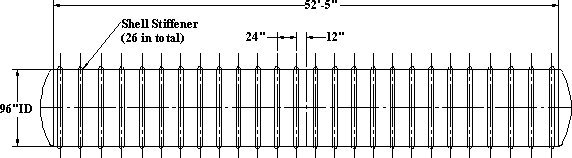 52'-5"
Shell Stiffener
(26 in total)
24"
12"
96"ID